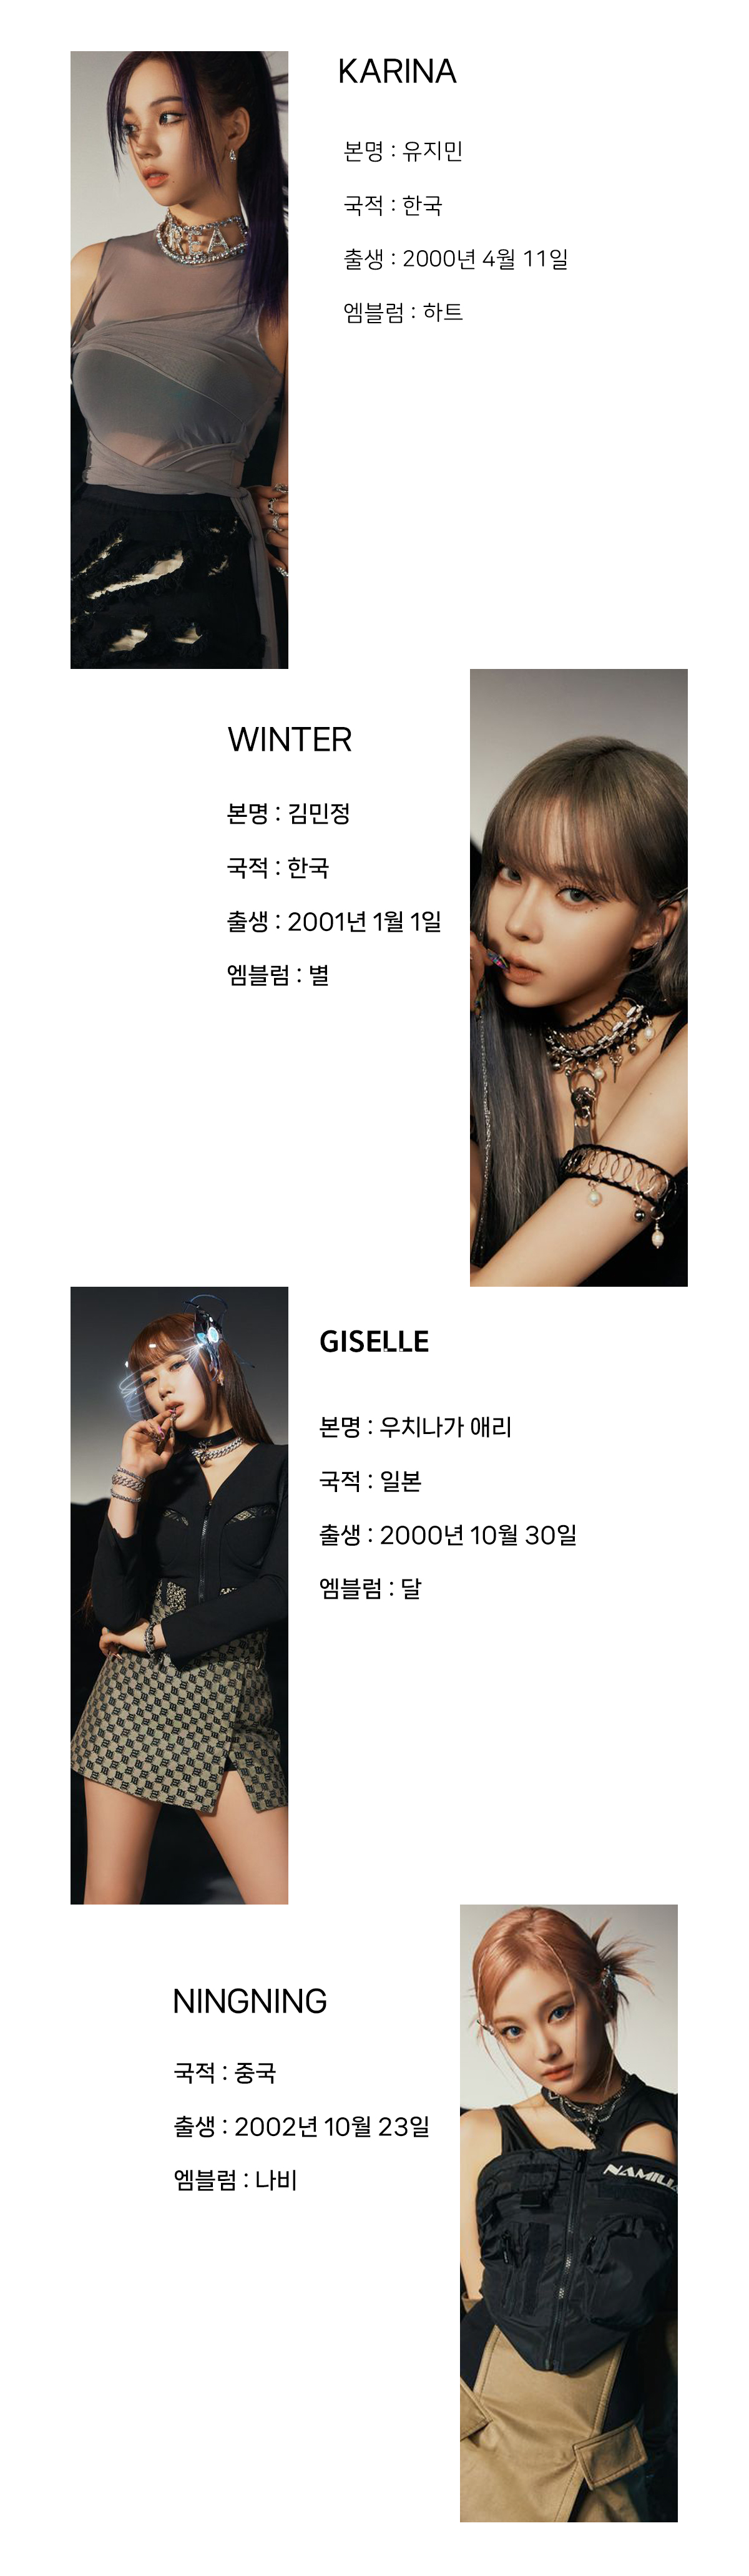 KARINA
본명 : 유지민
국적 : 한국
출생 : 2000년 4월 11일
엠블럼 : 하트
REA
WINTER
본명 : 김민정
국적 : 한국
출생 : 2001년 1월 1일
엠블럼 : 별
GISELLE
본명 : 우치나가 애리
국적 : 일본
출생 : 2000년 10월 30일
엠블럼 : 달
NINGNING
국적 : 중국
출생 : 2002년 10월 23일
엠블럼 : 나비
NAMILI